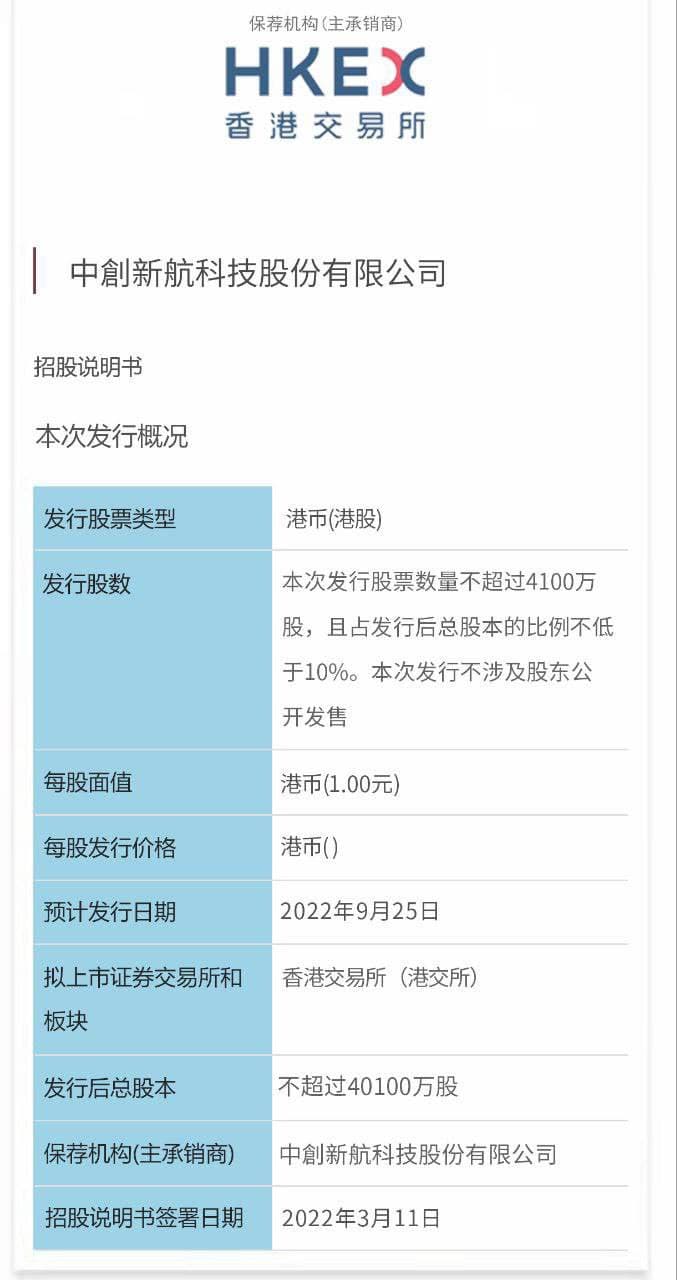 保荐机构(主承销商)
HKEX
香港交易所
中創新航科技股份有限公司
招股说明书
本次发行概况
发行股票类型 港币(港股)
发行股数 本次发行股票数量不超过4100万
股，且占发行后总股本的比例不低
于10%。本次发行不涉及股东公
开发售
每股面值 港币(1.00元)
每股发行价格 港币( )
预计发行日期 2022年9月25日
拟上市证券交易所和 香港交易所（港交所）
板块
发行后总股本 不超过40100万股
保荐机构(主承销商) 中創新航科技股份有限公司
招股说明书签署日期 2022年3月11日